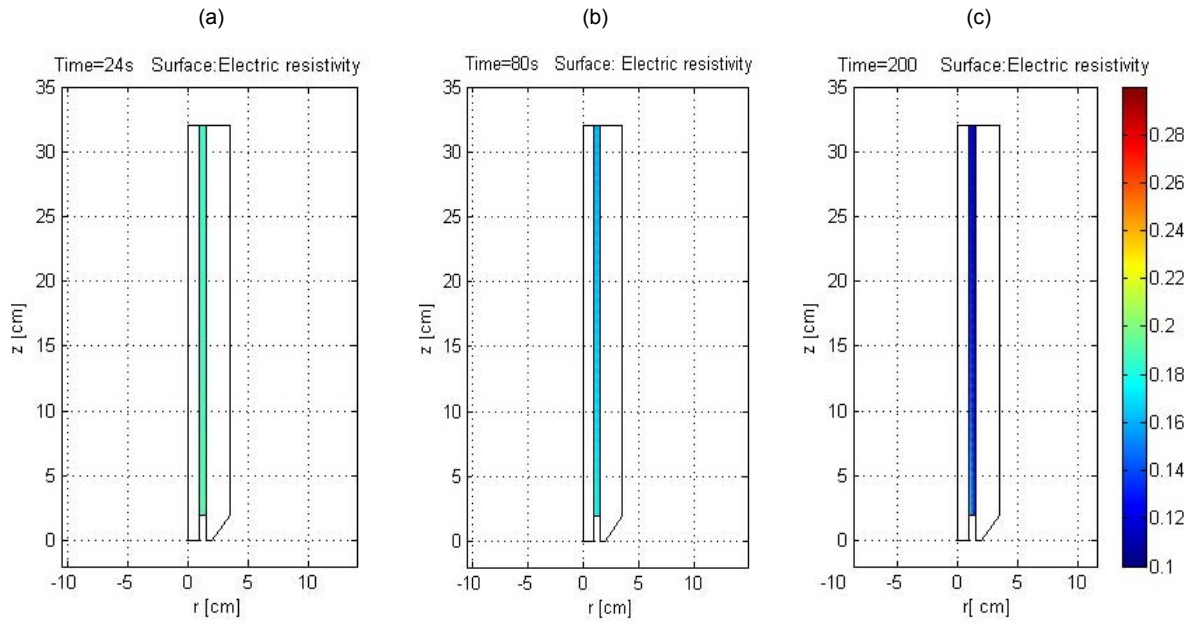 (a)
(b)
(c)
Time=24s Surface:Electric resistivity
Time=80s Surface: Electric resistivity
Time=200 Surface:Electric resistivity
35
30
25
20
15
10
5
0
z [cm]
-10 -5 0 5 10
r [cm]
35
30
25
20
15
10
5
0
z [cm]
-10 -5 0 5 10
r [cm]
35
30
25
20
15
10
5
0
z [cm]
-10 -5 0 5 10
r[ cm]
0.28
0.26
0.24
0.22
0.2
0.18
0.16
0.14
0.12
0.1